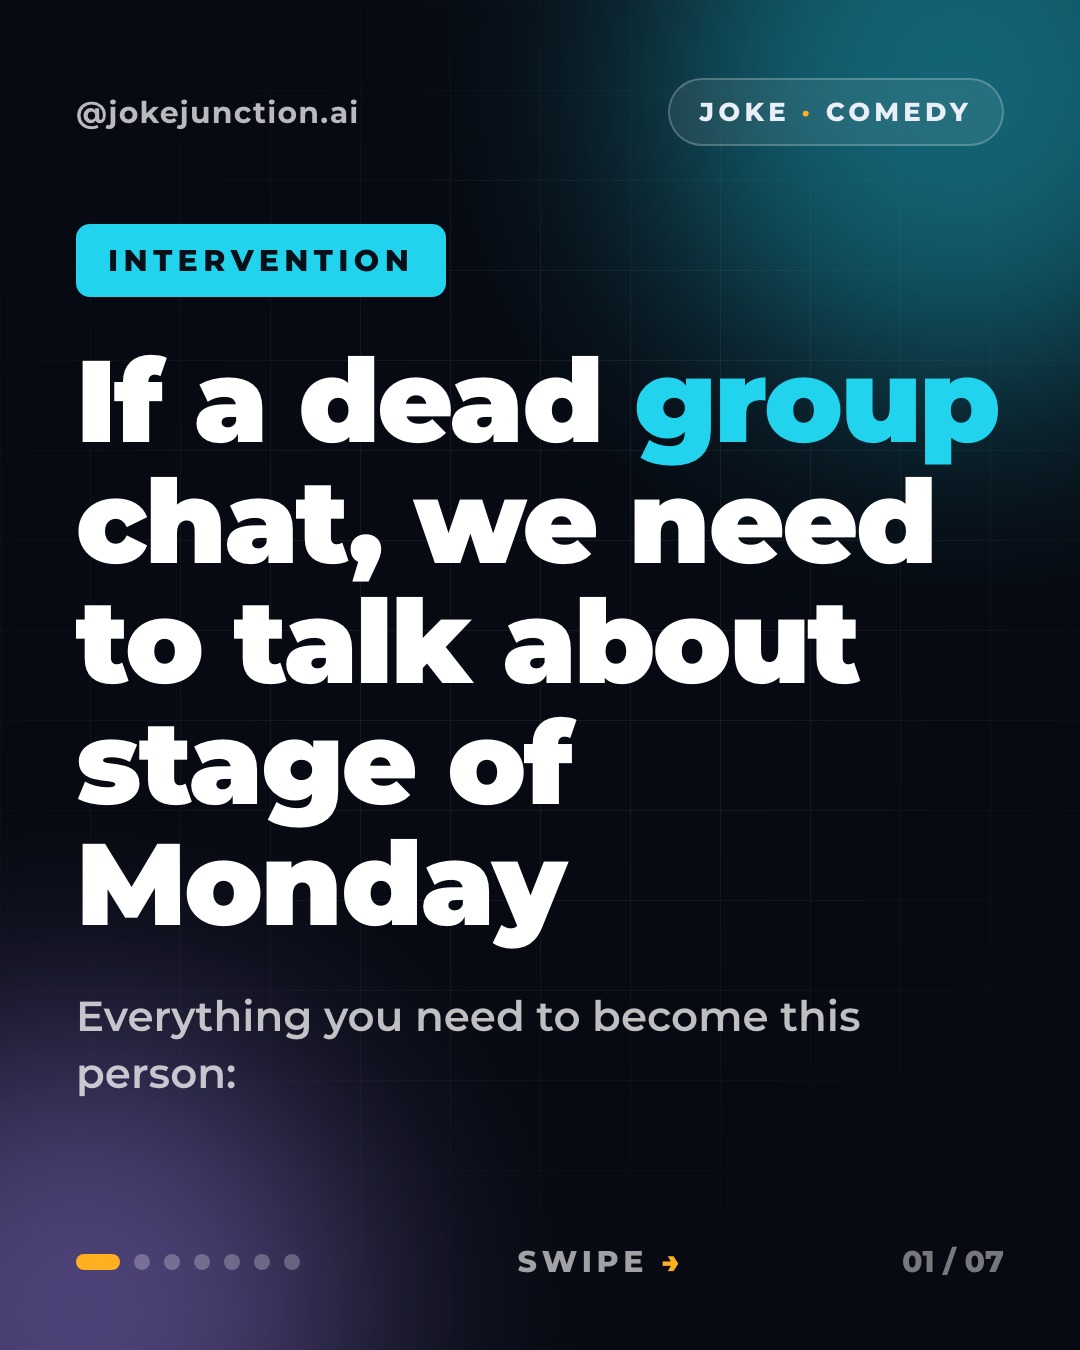 @jokejunction.ai
JOKE · COMEDY
INTERVENTION
If a dead group
chat, we need
to talk about
stage of
Monday
Everything you need to become this
person:
SWIPE →
01 / 07